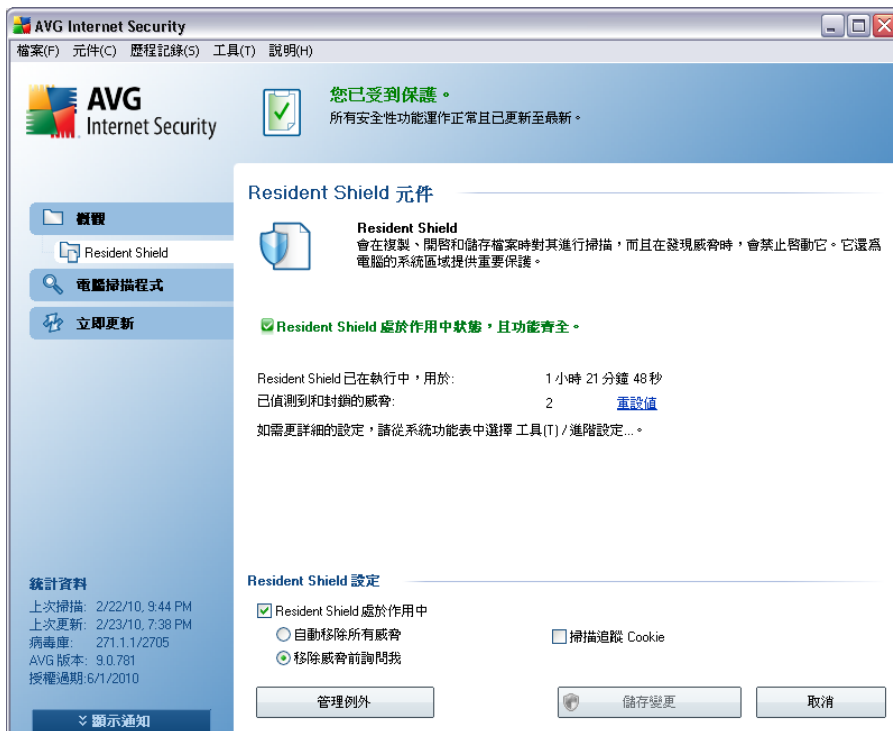 AVG Internet Security
檔案(F) 元件(C) 歷程記錄(S) 工具(T) 說明(H)
AVG
Internet Security
您已受到保護。
所有安全性功能運作正常且已更新至最新。
概觀
Resident Shield
電腦掃描程式
立即更新
Resident Shield 元件
Resident Shield
會在複製、開啓和儲存檔案時對其進行掃描,而且在發現威脅時,會禁止啓動它。它還爲
電腦的系統區域提供重要保護。
Resident Shield 處於作用中狀態,且功能齊全。
Resident Shield 已在執行中,用於: 1 小時 21 分鐘 48 秒
已偵測到和封鎖的威脅: 2 重設值
如需更詳細的設定,請從系統功能表中選擇 工具(T) / 進階設定...。
統計資料
上次掃描: 2/22/10, 9:44 PM
上次更新: 2/23/10, 7:38 PM
病毒庫: 271.1.1/2705
AVG 版本: 9.0.781
授權過期:6/1/2010
顯示通知
Resident Shield 設定
Resident Shield 處於作用中
自動移除所有威脅
掃描追蹤 Cookie
移除威脅前詢問我
管理例外
儲存變更
取消